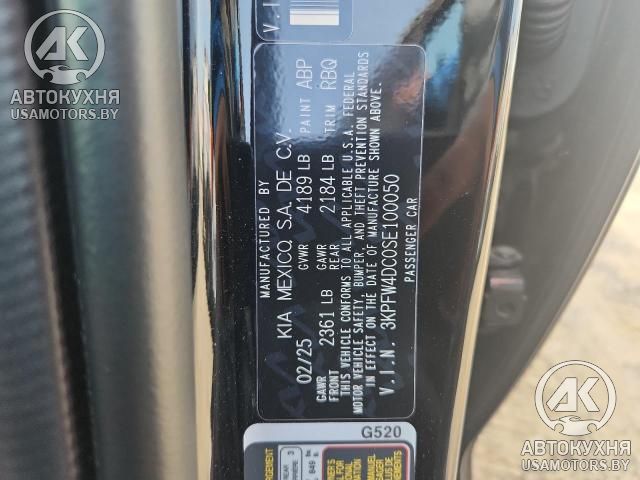 АК
АВТОКУХНЯ
USAMOTORS.BY
V.I.N
MANUFACTURED BY
KIA MEXICO, S.A. DE C.V.
02/25 GVWR 4189 LB PAINT ABP
GAWR FRONT 2361 LB GAWR REAR 2184 LB TRIM RBQ
THIS VEHICLE CONFORMS TO ALL APPLICABLE U.S.A. FEDERAL
MOTOR VEHICLE SAFETY, BUMPER, AND THEFT PREVENTION STANDARDS
IN EFFECT ON THE DATE OF MANUFACTURE SHOWN ABOVE.
V.I.N. 3KPFW4DC0SE100050
PASSENGER CAR
G520
АК
АВТОКУХНЯ
USAMOTORS.BY